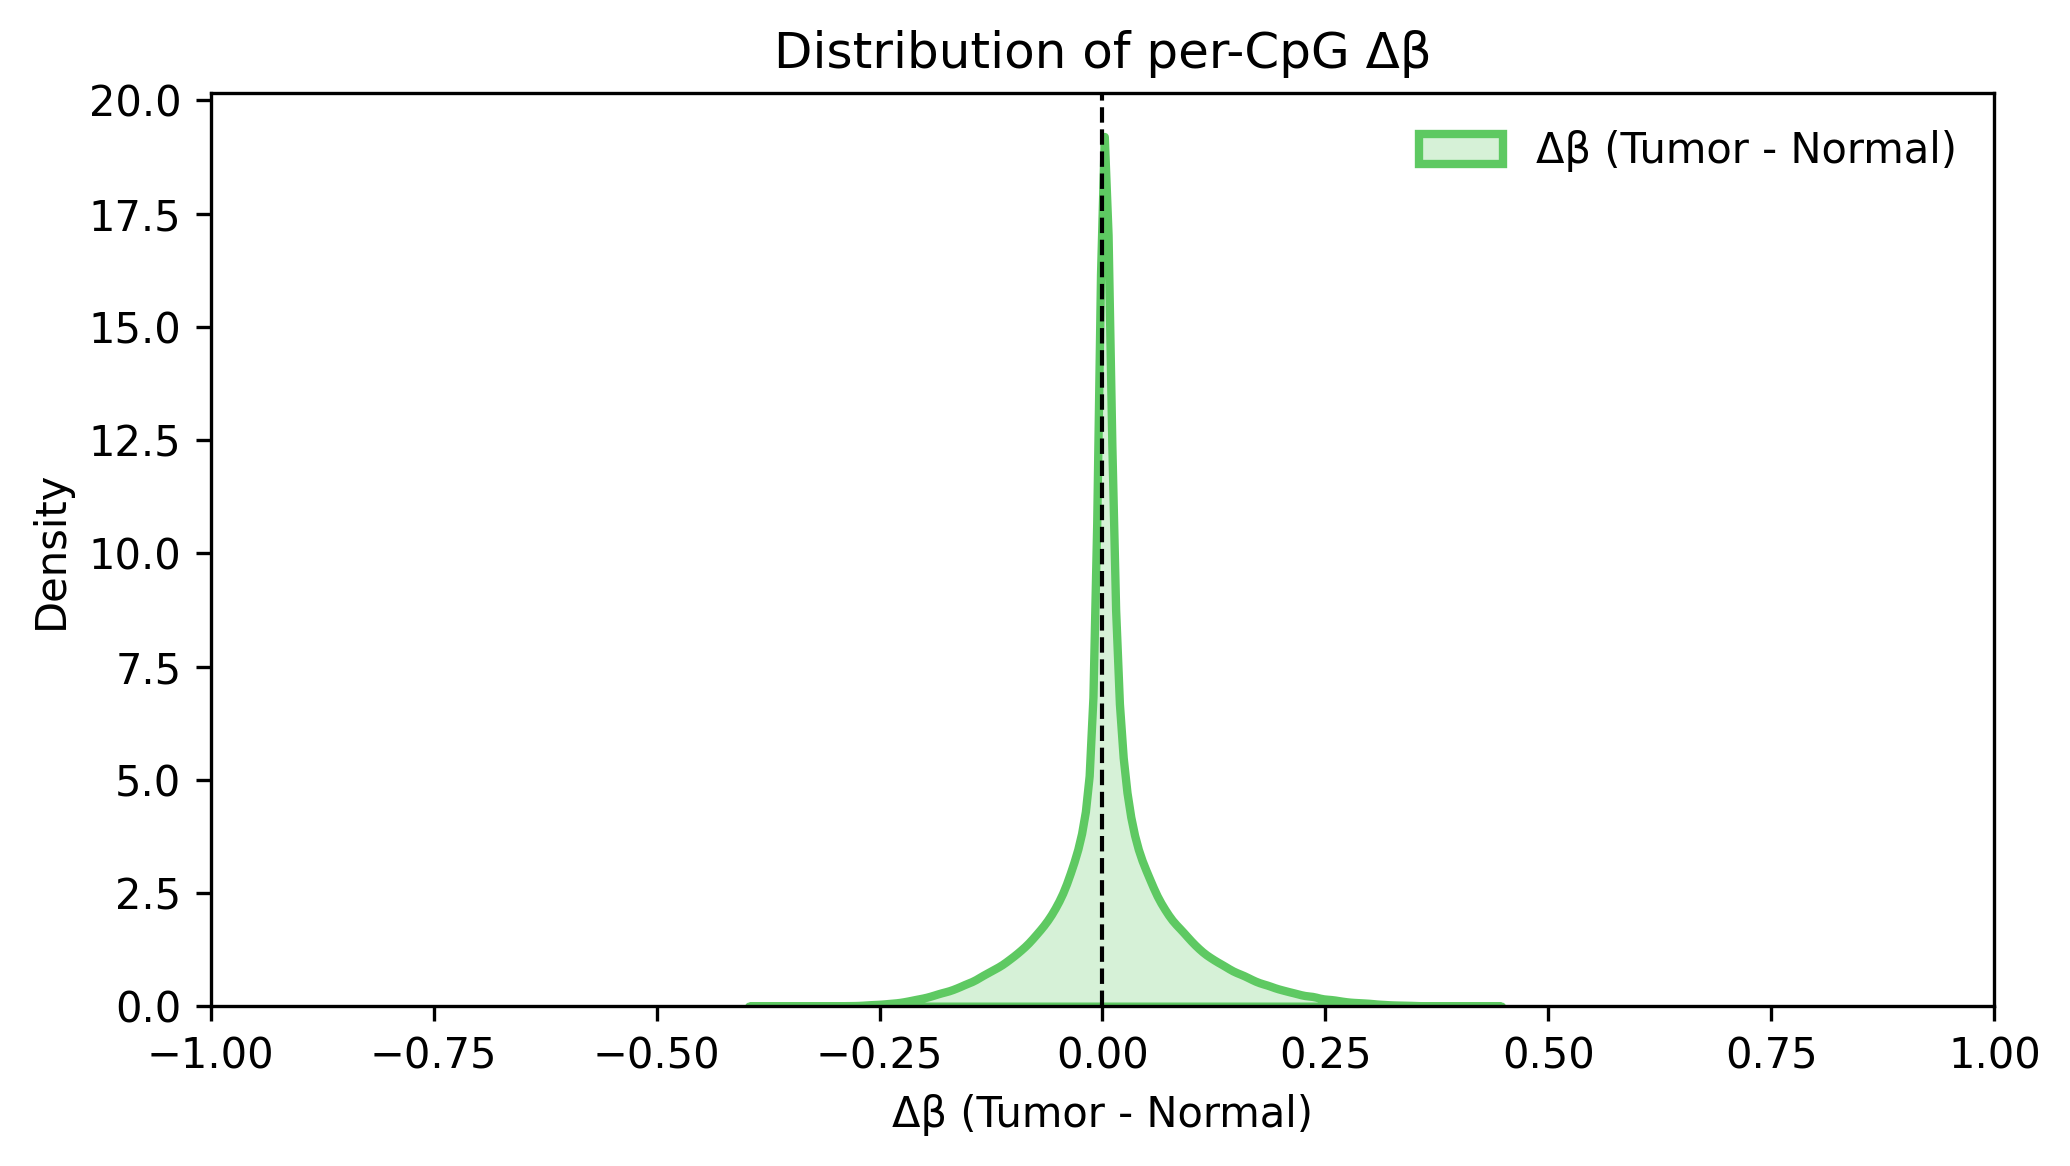 Distribution of per-CpG Δβ
20.0
17.5
15.0
12.5
10.0
7.5
5.0
2.5
0.0
Density
Δβ (Tumor - Normal)
−1.00 −0.75 −0.50 −0.25 0.00 0.25 0.50 0.75 1.00
Δβ (Tumor - Normal)